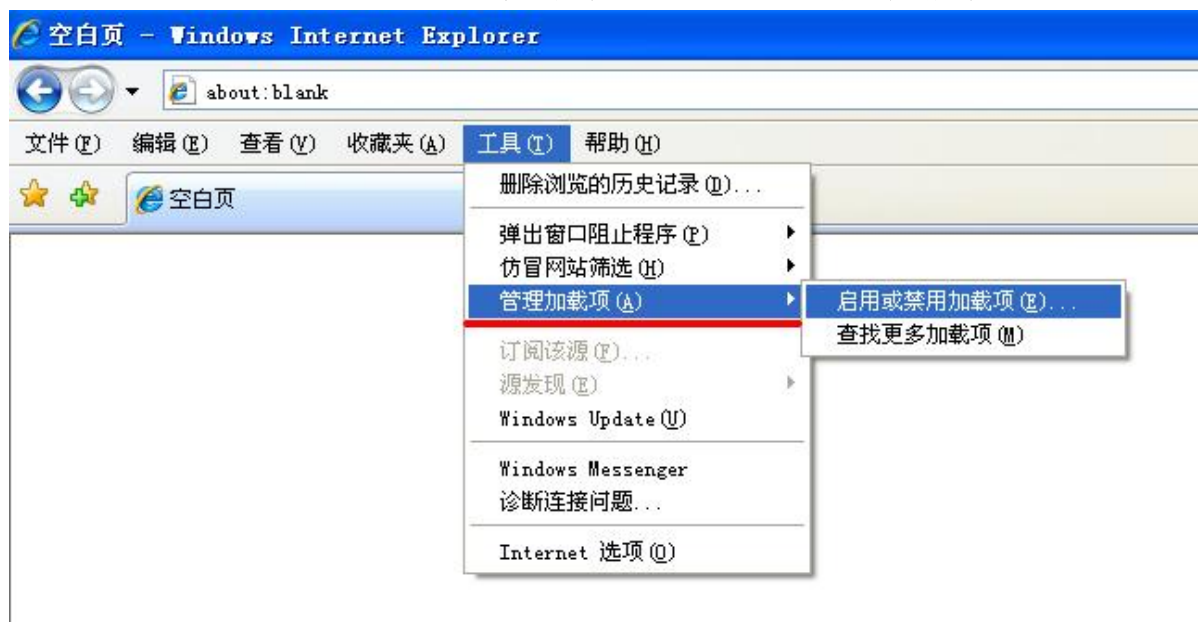 空白页 - Windows Internet Explorer
about:blank
文件(F) 编辑(E) 查看(V) 收藏夹(A) 工具(T) 帮助(H)
空白页
删除浏览的历史记录(D)...
弹出窗口阻止程序(P)
仿冒网站筛选(H)
管理加载项(A)
启用或禁用加载项(E)...
查找更多加载项(M)
订阅该源(F)...
源发现(E)
Windows Update(U)
Windows Messenger
诊断连接问题...
Internet 选项(O)